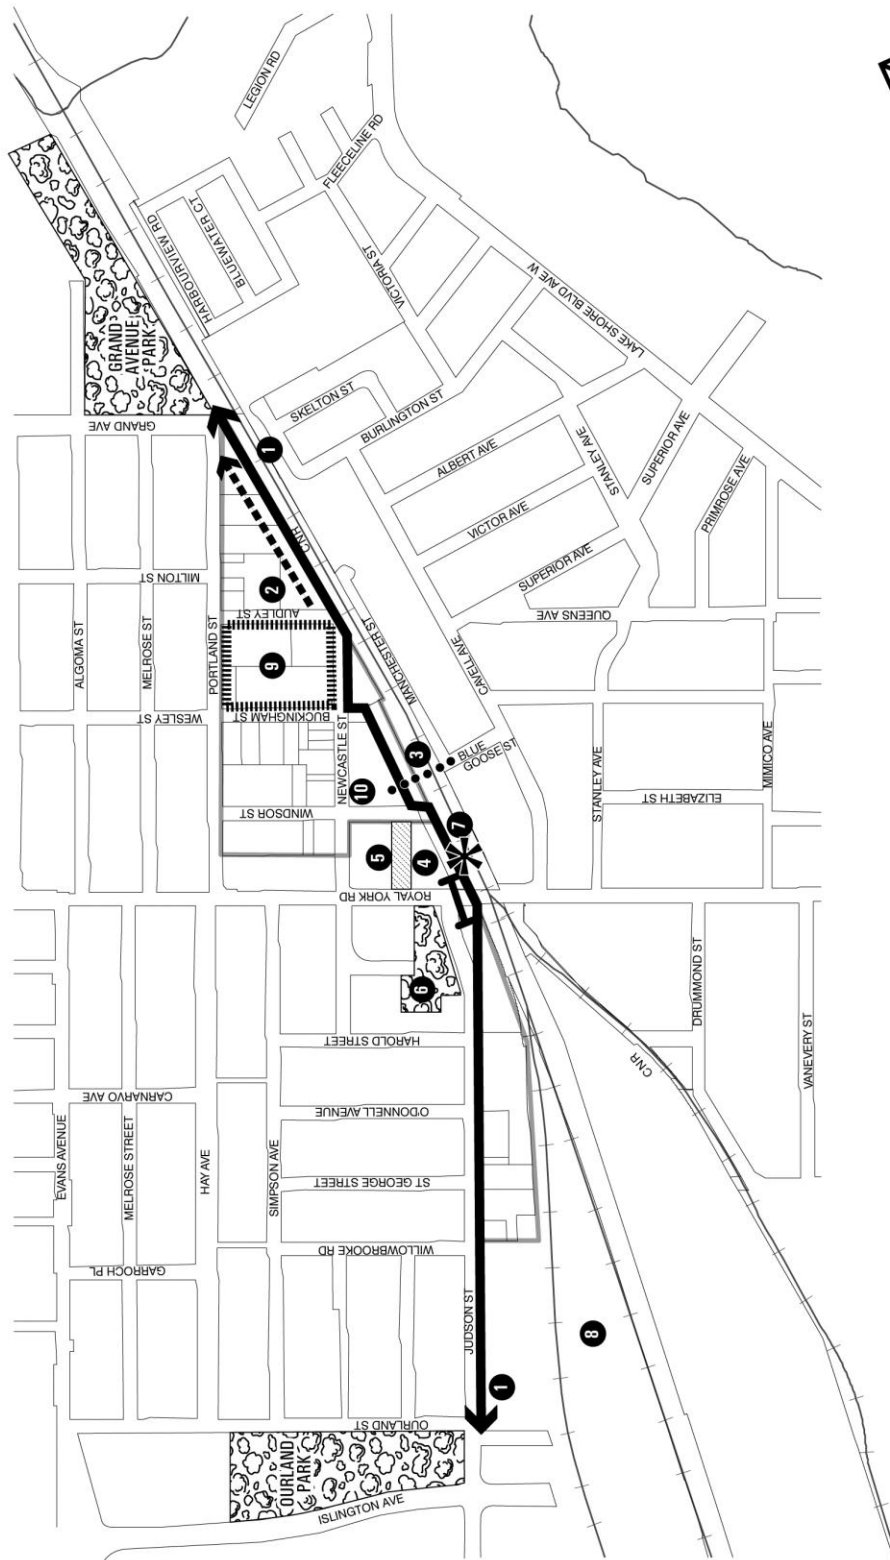 LEGION RD
FLEECELINE RD
HARBOURVIEW RD
BLUEWATER CT
VICTORIA ST
LAKE SHORE BLVD AVE W
GRAND
AVENUE
PARK
GRAND AVE
SKELTON ST
BURLINGTON ST
ALBERT AVE
STANLEY AVE
SUPERIOR AVE
PRIMROSE AVE
VICTOR AVE
SUPERIOR AVE
QUEENS AVE
1
CNR
MILTON ST
2
AUDLEY ST
ALGOMA ST
MELROSE ST
PORTLAND ST
9
MANCHESTER ST
CAVELL AVE
WESLEY ST
BUCKINGHAM ST
NEWCASTLE ST
3
BLUE
GOOSE ST
10
WINDSOR ST
STANLEY AVE
ELIZABETH ST
MIMICO AVE
7
5
4
ROYAL YORK RD
6
HAROLD STREET
DRUMMOND ST
CNR
VANEVERY ST
CARNARVO AVE
O'DONNELL AVENUE
EVANS AVENUE
MELROSE STREET
HAY AVE
SIMPSON AVE
ST GEORGE STREET
GARROCH PL
WILLOWBROOKE RD
JUDSON ST
8
1
OURLAND ST
OURLAND
PARK
ISLINGTON AVE